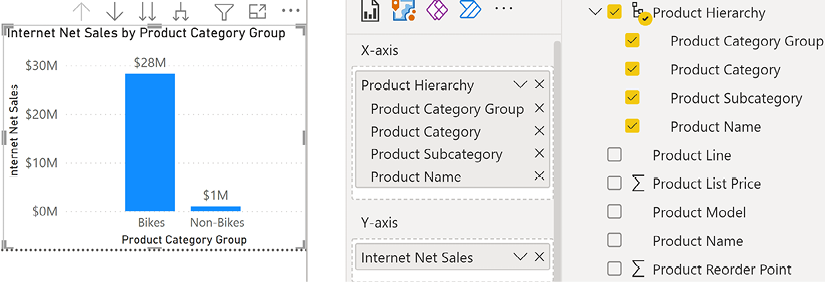 Internet Net Sales by Product Category Group
Internet Net Sales
$30M
$20M
$10M
$0M
$28M
$1M
Bikes
Non-Bikes
Product Category Group
X-axis
Product Hierarchy
Product Category Group
Product Category
Product Subcategory
Product Name
Y-axis
Internet Net Sales
Product Hierarchy
Product Category Group
Product Category
Product Subcategory
Product Name
Product Line
Product List Price
Product Model
Product Name
Product Reorder Point